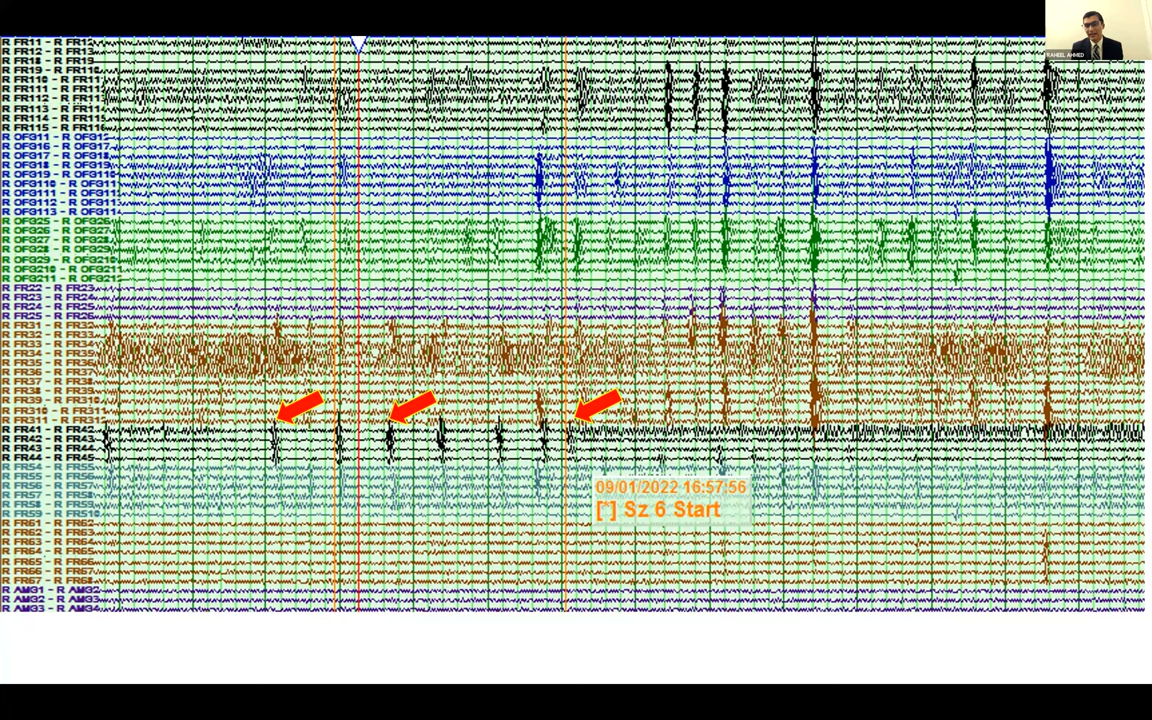 RAHEEL AHMED
R FR11 - R FR12
R FR12 - R FR13
R FR18 - R FR19
R FR19 - R FR110
R FR110 - R FR111
R FR111 - R FR112
R FR112 - R FR113
R FR113 - R FR114
R FR114 - R FR115
R FR115 - R FR116
R OFG11 - R OFG12
R OFG16 - R OFG17
R OFG17 - R OFG18
R OFG18 - R OFG19
R OFG19 - R OFG110
R OFG110 - R OFG111
R OFG111 - R OFG112
R OFG112 - R OFG113
R OFG113 - R OFG114
R OFG25 - R OFG26
R OFG26 - R OFG27
R OFG27 - R OFG28
R OFG28 - R OFG29
R OFG29 - R OFG210
R OFG210 - R OFG211
R OFG211 - R OFG212
R FR22 - R FR23
R FR23 - R FR24
R FR24 - R FR25
R FR25 - R FR26
R FR31 - R FR32
R FR32 - R FR33
R FR33 - R FR34
R FR34 - R FR35
R FR35 - R FR36
R FR36 - R FR37
R FR37 - R FR38
R FR38 - R FR39
R FR39 - R FR310
R FR310 - R FR311
R FR41 - R FR42
R FR42 - R FR43
R FR43 - R FR44
R FR44 - R FR45
R FR54 - R FR55
R FR55 - R FR56
R FR56 - R FR57
R FR57 - R FR58
R FR58 - R FR59
R FR59 - R FR510
R FR61 - R FR62
R FR62 - R FR63
R FR63 - R FR64
R FR64 - R FR65
R FR65 - R FR66
R FR66 - R FR67
R FR67 - R FR68
R AMG1 - R AMG2
R AMG2 - R AMG3
R AMG3 - R AMG4
09/01/2022 16:57:56
[*] Sz 6 Start